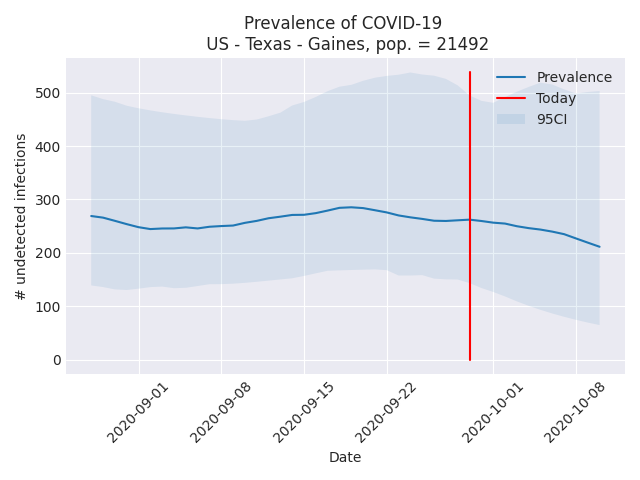 Prevalence of COVID-19
US - Texas - Gaines, pop. = 21492
# undetected infections
500
400
300
200
100
0
Prevalence
Today
95CI
2020-09-01
2020-09-08
2020-09-15
2020-09-22
2020-10-01
2020-10-08
Date